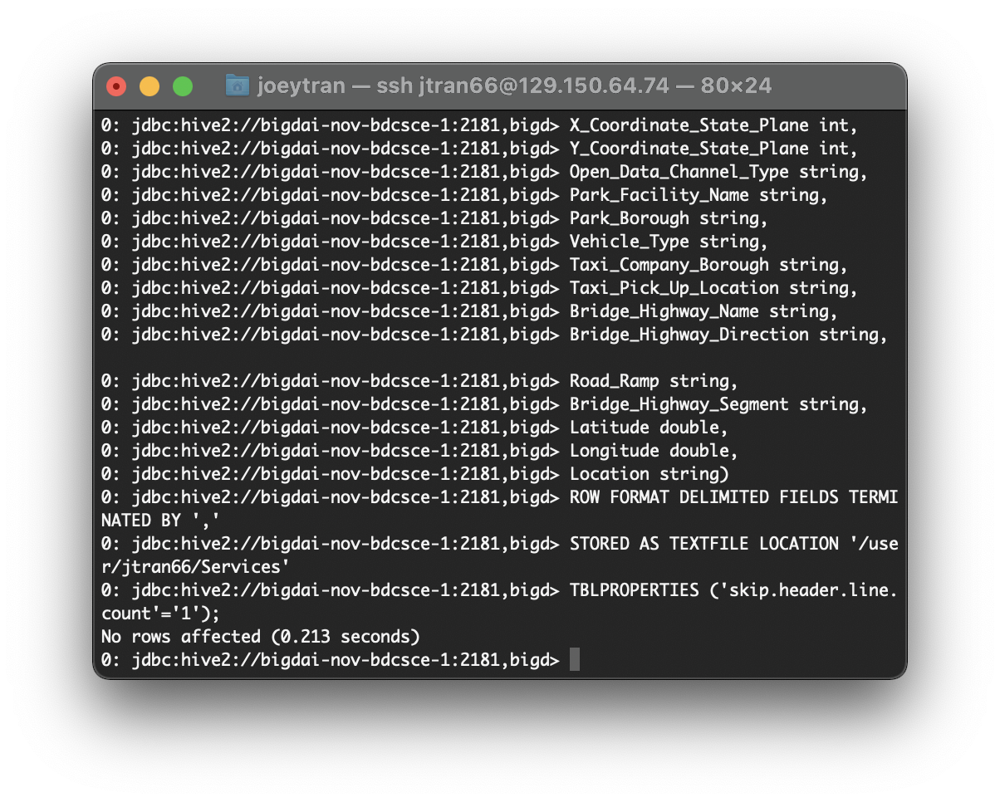 joeytran — ssh jtran66@129.150.64.74 — 80×24
0: jdbc:hive2://bigdai-nov-bdcsce-1:2181,bigd> X_Coordinate_State_Plane int,
0: jdbc:hive2://bigdai-nov-bdcsce-1:2181,bigd> Y_Coordinate_State_Plane int,
0: jdbc:hive2://bigdai-nov-bdcsce-1:2181,bigd> Open_Data_Channel_Type string,
0: jdbc:hive2://bigdai-nov-bdcsce-1:2181,bigd> Park_Facility_Name string,
0: jdbc:hive2://bigdai-nov-bdcsce-1:2181,bigd> Park_Borough string,
0: jdbc:hive2://bigdai-nov-bdcsce-1:2181,bigd> Vehicle_Type string,
0: jdbc:hive2://bigdai-nov-bdcsce-1:2181,bigd> Taxi_Company_Borough string,
0: jdbc:hive2://bigdai-nov-bdcsce-1:2181,bigd> Taxi_Pick_Up_Location string,
0: jdbc:hive2://bigdai-nov-bdcsce-1:2181,bigd> Bridge_Highway_Name string,
0: jdbc:hive2://bigdai-nov-bdcsce-1:2181,bigd> Bridge_Highway_Direction string,
0: jdbc:hive2://bigdai-nov-bdcsce-1:2181,bigd> Road_Ramp string,
0: jdbc:hive2://bigdai-nov-bdcsce-1:2181,bigd> Bridge_Highway_Segment string,
0: jdbc:hive2://bigdai-nov-bdcsce-1:2181,bigd> Latitude double,
0: jdbc:hive2://bigdai-nov-bdcsce-1:2181,bigd> Longitude double,
0: jdbc:hive2://bigdai-nov-bdcsce-1:2181,bigd> Location string)
0: jdbc:hive2://bigdai-nov-bdcsce-1:2181,bigd> ROW FORMAT DELIMITED FIELDS TERMI
NATED BY ','
0: jdbc:hive2://bigdai-nov-bdcsce-1:2181,bigd> STORED AS TEXTFILE LOCATION '/use
r/jtran66/Services'
0: jdbc:hive2://bigdai-nov-bdcsce-1:2181,bigd> TBLPROPERTIES ('skip.header.line.
count'='1');
No rows affected (0.213 seconds)
0: jdbc:hive2://bigdai-nov-bdcsce-1:2181,bigd>